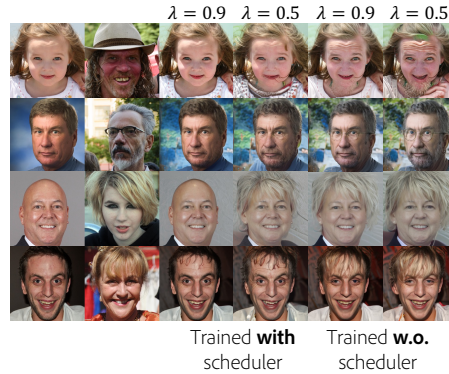 λ = 0.9 λ = 0.5 λ = 0.9 λ = 0.5
Trained with Trained w.o.
scheduler scheduler